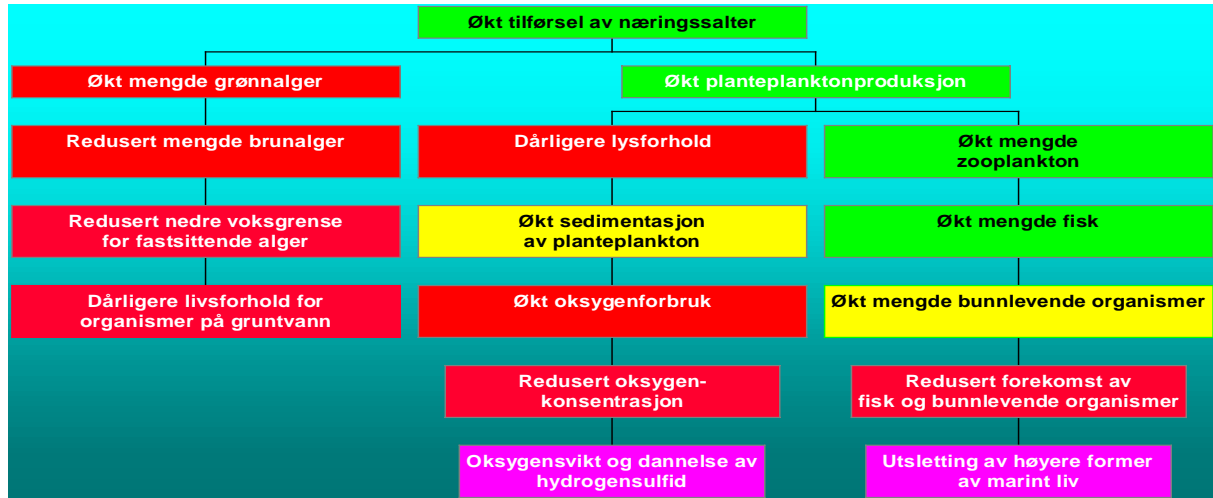 Økt tilførsel av næringssalter
Økt mengde grønnalger
Økt planteplanktonproduksjon
Redusert mengde brunalger
Dårligere lysforhold
Økt mengde
zooplankton
Redusert nedre voksgrense
for fastsittende alger
Økt sedimentasjon
av planteplankton
Økt mengde fisk
Dårligere livsforhold for
organismer på gruntvann
Økt oksygenforbruk
Økt mengde bunnlevende organismer
Redusert oksygen-
konsentrasjon
Redusert forekomst av
fisk og bunnlevende organismer
Oksygensvikt og dannelse av
hydrogensulfid
Utsletting av høyere former
av marint liv